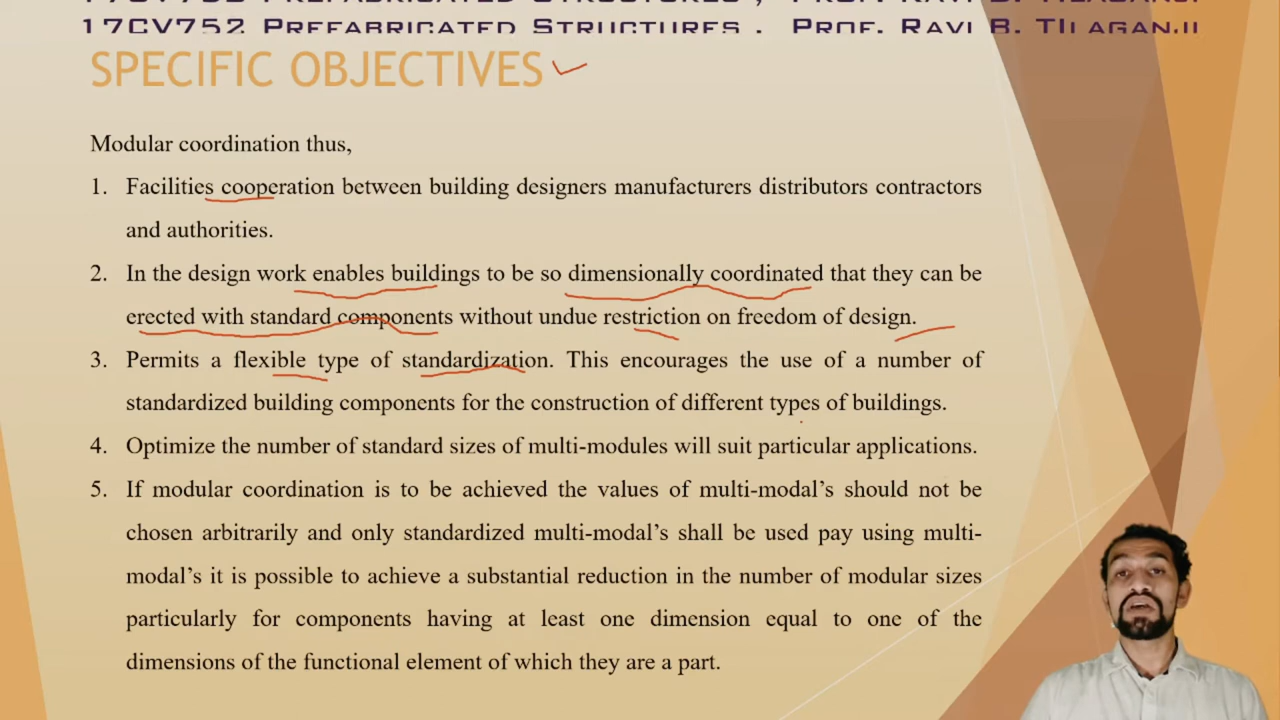 17CV752 PREFABRICATED STRUCTURES , PROF. RAVI B. TILAGANJI
17CV752 PREFABRICATED STRUCTURES , PROF. RAVI B. TILAGANJI
SPECIFIC OBJECTIVES
Modular coordination thus,
1. Facilities cooperation between building designers manufacturers distributors contractors
and authorities.
2. In the design work enables buildings to be so dimensionally coordinated that they can be
erected with standard components without undue restriction on freedom of design.
3. Permits a flexible type of standardization. This encourages the use of a number of
standardized building components for the construction of different types of buildings.
4. Optimize the number of standard sizes of multi-modules will suit particular applications.
5. If modular coordination is to be achieved the values of multi-modal’s should not be
chosen arbitrarily and only standardized multi-modal’s shall be used pay using multi-
modal’s it is possible to achieve a substantial reduction in the number of modular sizes
particularly for components having at least one dimension equal to one of the
dimensions of the functional element of which they are a part.